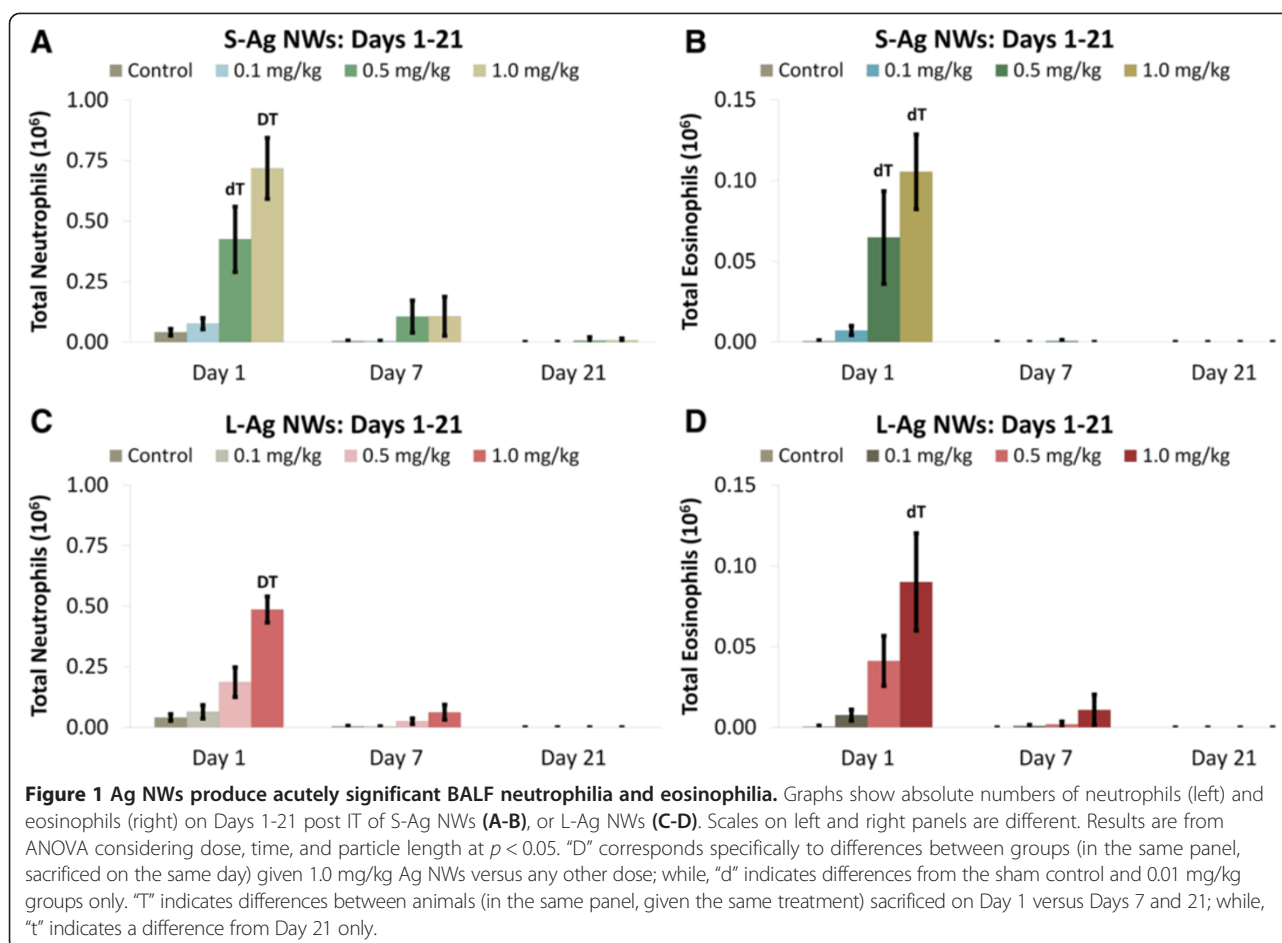 A
S-Ag NWs: Days 1-21
Control 0.1 mg/kg 0.5 mg/kg 1.0 mg/kg
Total Neutrophils (10⁶)
1.00
0.75
0.50
0.25
0.00
dT
DT
Day 1 Day 7 Day 21
B
S-Ag NWs: Days 1-21
Control 0.1 mg/kg 0.5 mg/kg 1.0 mg/kg
Total Eosinophils (10⁶)
0.15
0.10
0.05
0.00
dT
dT
Day 1 Day 7 Day 21
C
L-Ag NWs: Days 1-21
Control 0.1 mg/kg 0.5 mg/kg 1.0 mg/kg
Total Neutrophils (10⁶)
1.00
0.75
0.50
0.25
0.00
DT
Day 1 Day 7 Day 21
D
L-Ag NWs: Days 1-21
Control 0.1 mg/kg 0.5 mg/kg 1.0 mg/kg
Total Eosinophils (10⁶)
0.15
0.10
0.05
0.00
dT
Day 1 Day 7 Day 21
Figure 1 Ag NWs produce acutely significant BALF neutrophilia and eosinophilia. Graphs show absolute numbers of neutrophils (left) and
eosinophils (right) on Days 1-21 post IT of S-Ag NWs (A-B), or L-Ag NWs (C-D). Scales on left and right panels are different. Results are from
ANOVA considering dose, time, and particle length at p < 0.05. “D” corresponds specifically to differences between groups (in the same panel,
sacrificed on the same day) given 1.0 mg/kg Ag NWs versus any other dose; while, “d” indicates differences from the sham control and 0.01 mg/kg
groups only. “T” indicates differences between animals (in the same panel, given the same treatment) sacrificed on Day 1 versus Days 7 and 21; while,
“t” indicates a difference from Day 21 only.